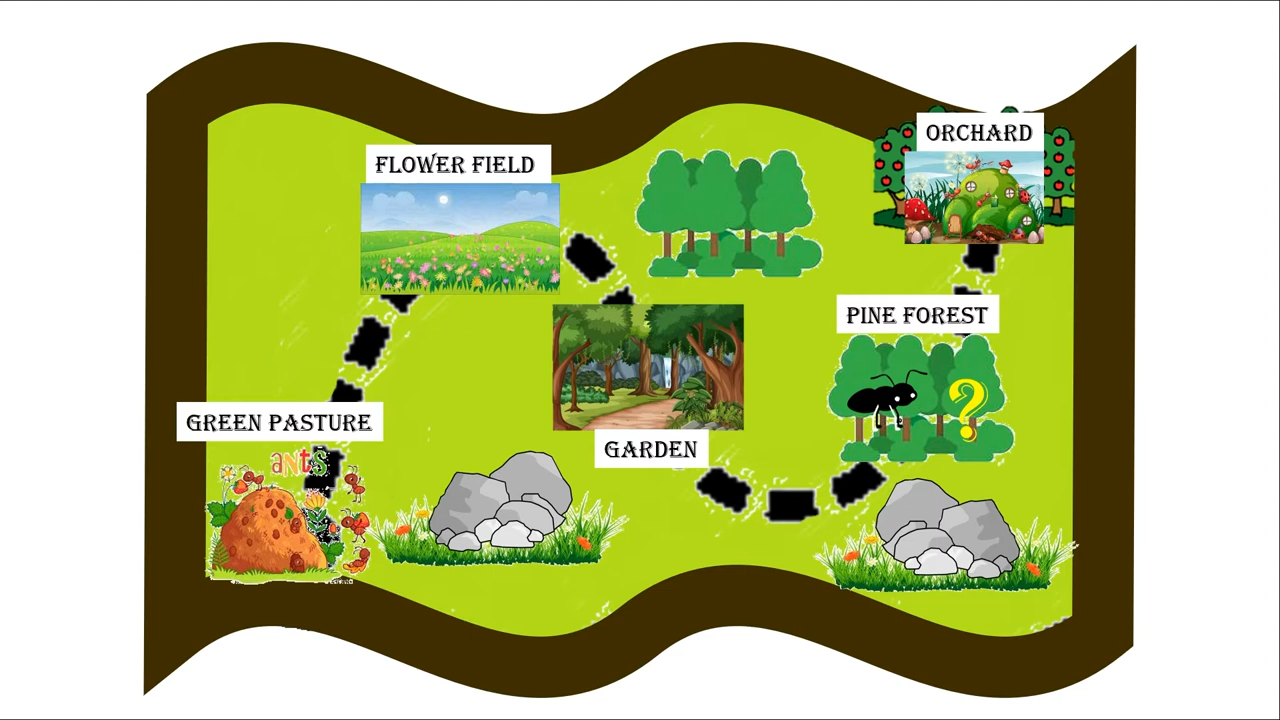 ORCHARD
FLOWER FIELD
PINE FOREST
?
GREEN PASTURE
GARDEN
ants